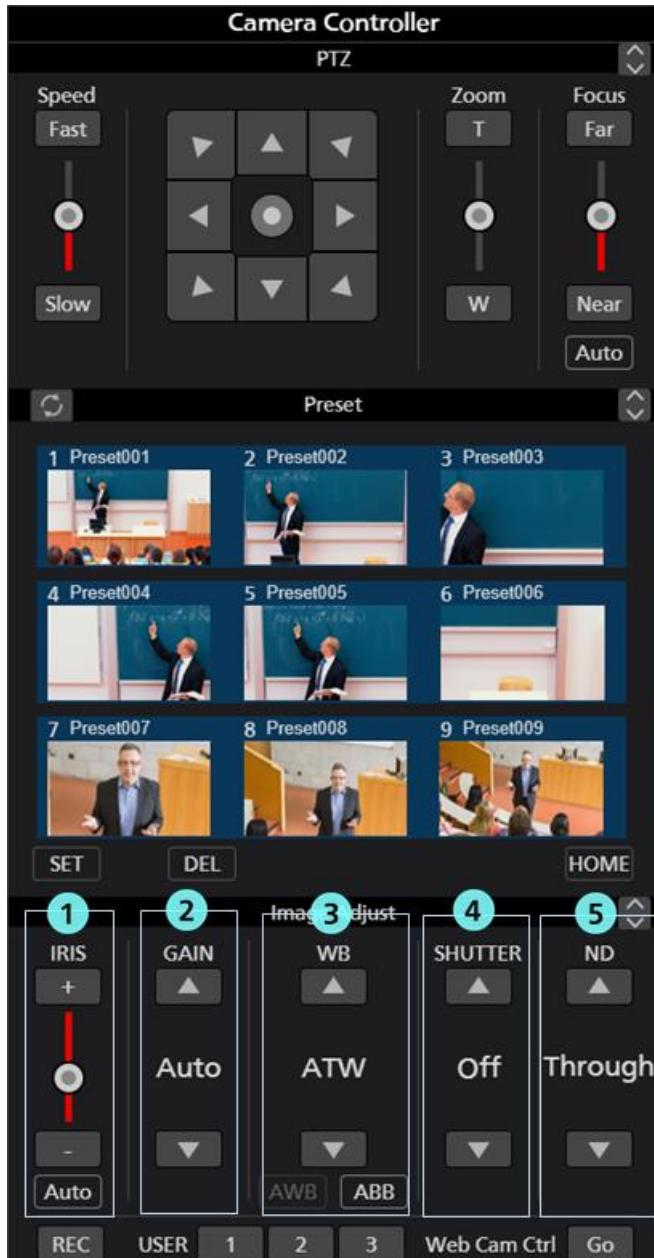 Camera Controller
PTZ
Speed Zoom Focus
Fast T Far
Slow W Near
Auto
Preset
1 Preset001 2 Preset002 3 Preset003
4 Preset004 5 Preset005 6 Preset006
7 Preset007 8 Preset008 9 Preset009
SET DEL HOME
1 2 3 4 5
IRIS GAIN WB SHUTTER ND
+
Auto ATW Off Through
-
Auto AWB ABB
REC USER 1 2 3 Web Cam Ctrl Go